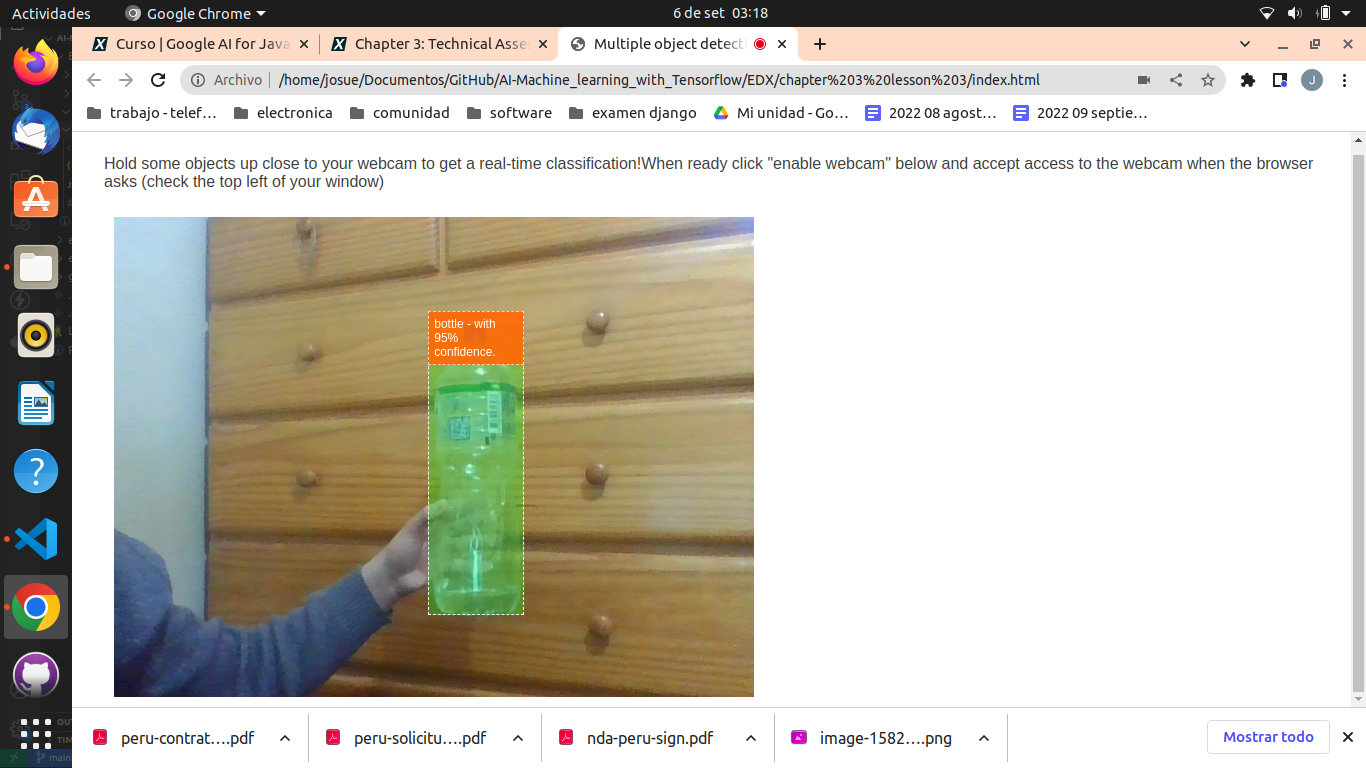 Actividades
Google Chrome
6 de set 03:18
Curso | Google AI for Java
Chapter 3: Technical Asse
Multiple object detecti
Archivo
/home/josue/Documentos/GitHub/AI-Machine_learning_with_Tensorflow/EDX/chapter%203%20lesson%203/index.html
J
trabajo - telef…
electronica
comunidad
software
examen django
Mi unidad - Go…
2022 08 agost…
2022 09 septie…
Hold some objects up close to your webcam to get a real-time classification!When ready click "enable webcam" below and accept access to the webcam when the browser
asks (check the top left of your window)
bottle - with
95%
confidence.
peru-contrat….pdf
peru-solicitu….pdf
nda-peru-sign.pdf
image-1582….png
Mostrar todo
OUT
TIM
main